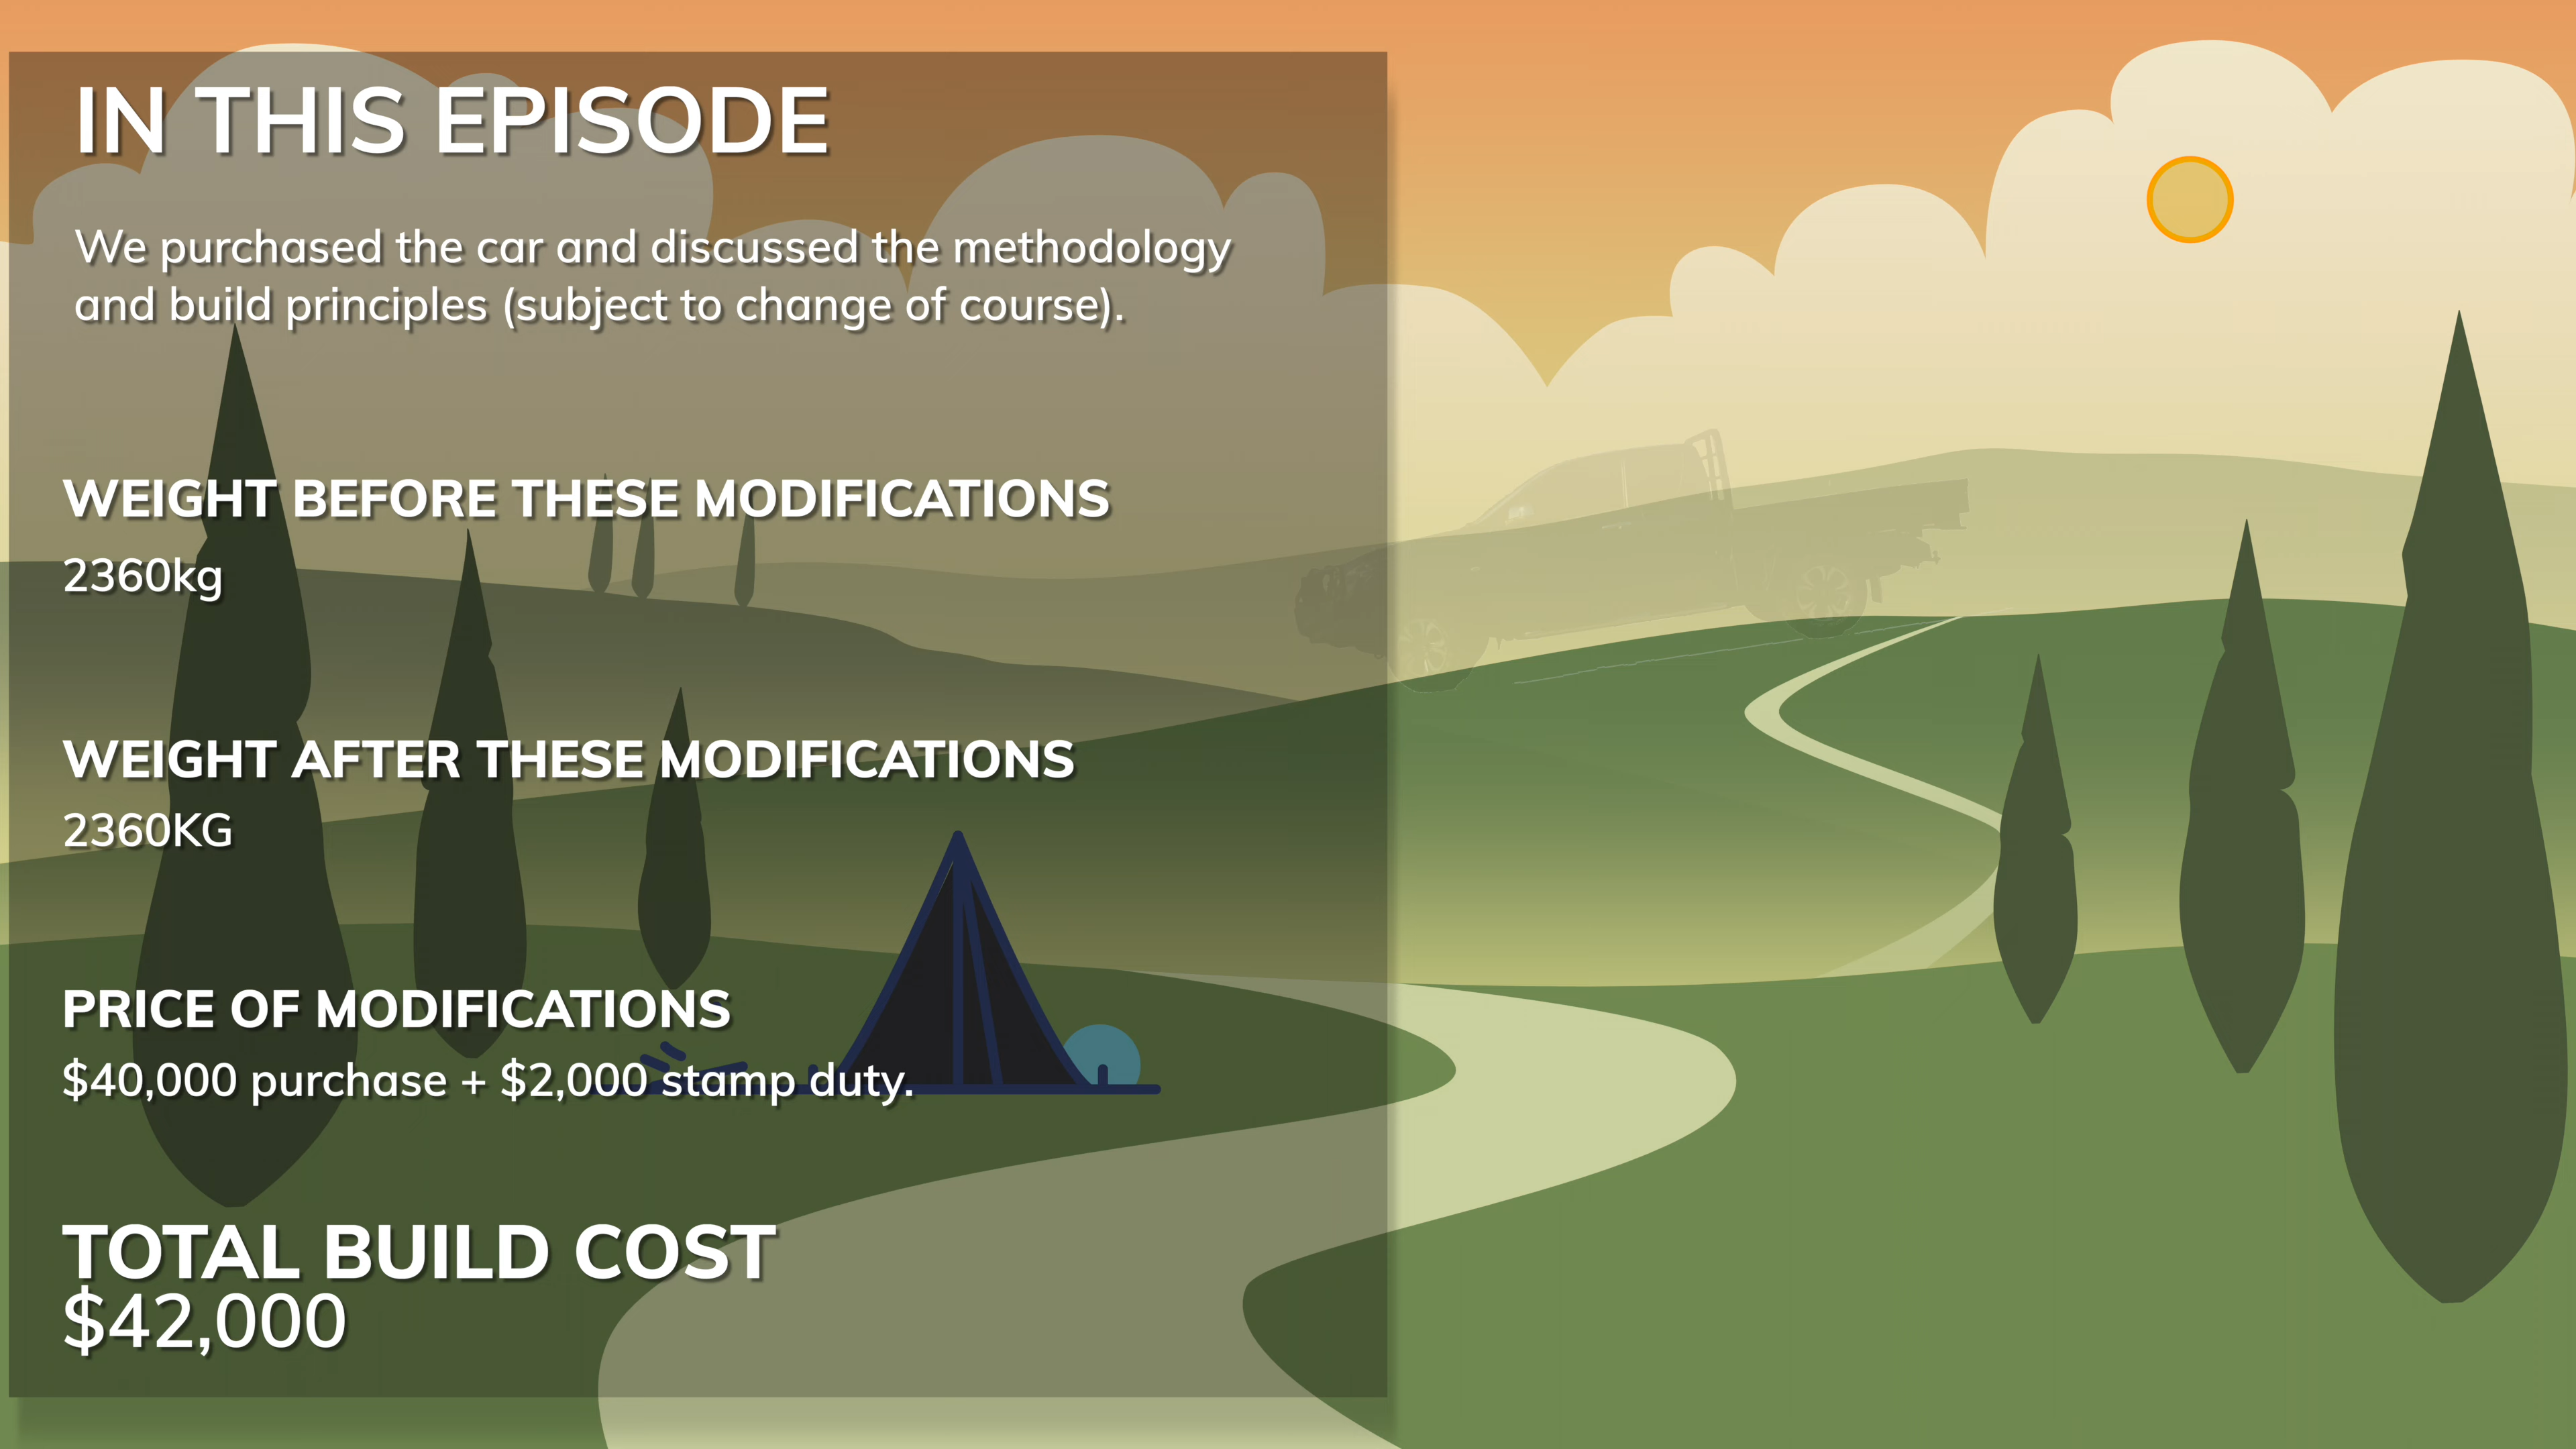 IN THIS EPISODE
We purchased the car and discussed the methodology
and build principles (subject to change of course).
WEIGHT BEFORE THESE MODIFICATIONS
2360kg
WEIGHT AFTER THESE MODIFICATIONS
2360KG
PRICE OF MODIFICATIONS
$40,000 purchase + $2,000 stamp duty.
TOTAL BUILD COST
$42,000